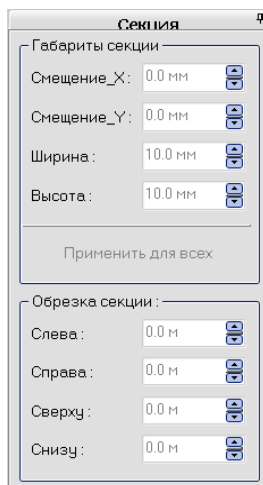 Секция
Габариты секции
Смещение_X: 0.0 мм
Смещение_Y: 0.0 мм
Ширина: 10.0 мм
Высота: 10.0 мм
Применить для всех
Обрезка секции:
Слева: 0.0 м
Справа: 0.0 м
Сверху: 0.0 м
Снизу: 0.0 м